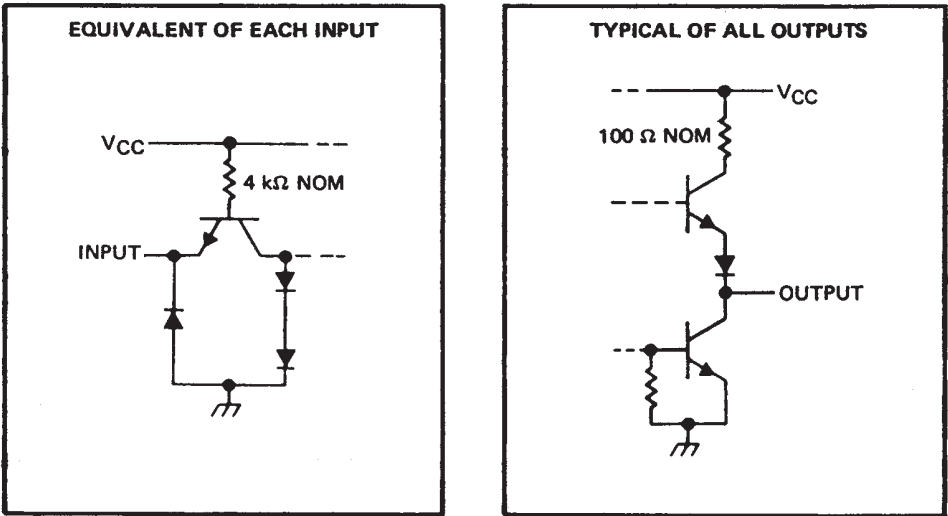 EQUIVALENT OF EACH INPUT
VCC
4 kΩ NOM
INPUT
TYPICAL OF ALL OUTPUTS
VCC
100 Ω NOM
OUTPUT